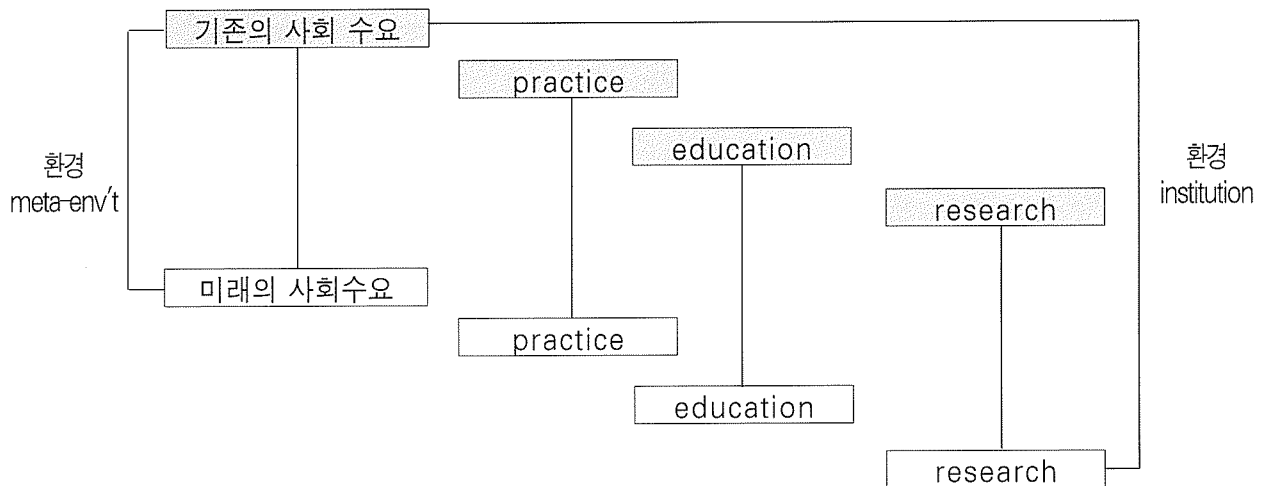 기존의 사회 수요
practice
education
환경
meta-env't
환경
institution
research
미래의 사회수요
practice
education
research